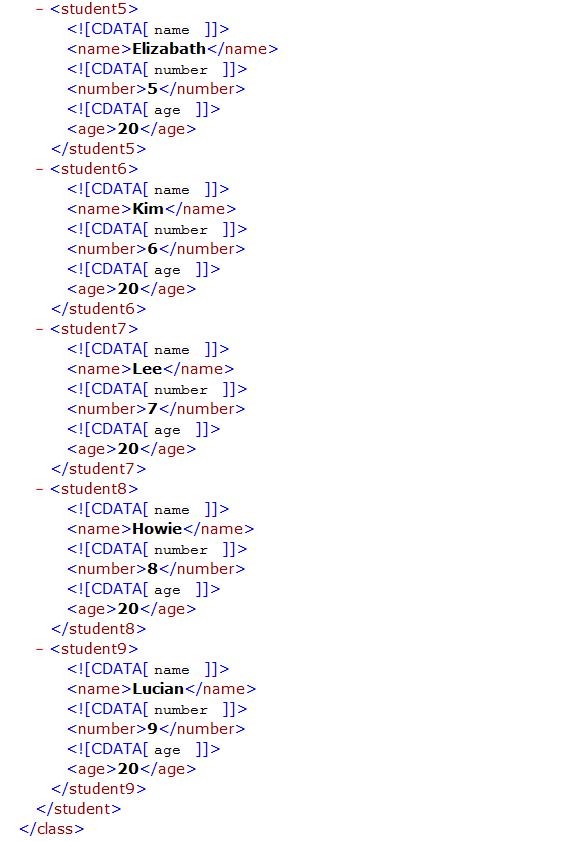 – <student5>
<![CDATA[ name ]]>
<name>Elizabath</name>
<![CDATA[ number ]]>
<number>5</number>
<![CDATA[ age ]]>
<age>20</age>
</student5>
– <student6>
<![CDATA[ name ]]>
<name>Kim</name>
<![CDATA[ number ]]>
<number>6</number>
<![CDATA[ age ]]>
<age>20</age>
</student6>
– <student7>
<![CDATA[ name ]]>
<name>Lee</name>
<![CDATA[ number ]]>
<number>7</number>
<![CDATA[ age ]]>
<age>20</age>
</student7>
– <student8>
<![CDATA[ name ]]>
<name>Howie</name>
<![CDATA[ number ]]>
<number>8</number>
<![CDATA[ age ]]>
<age>20</age>
</student8>
– <student9>
<![CDATA[ name ]]>
<name>Lucian</name>
<![CDATA[ number ]]>
<number>9</number>
<![CDATA[ age ]]>
<age>20</age>
</student9>
</student>
</class>